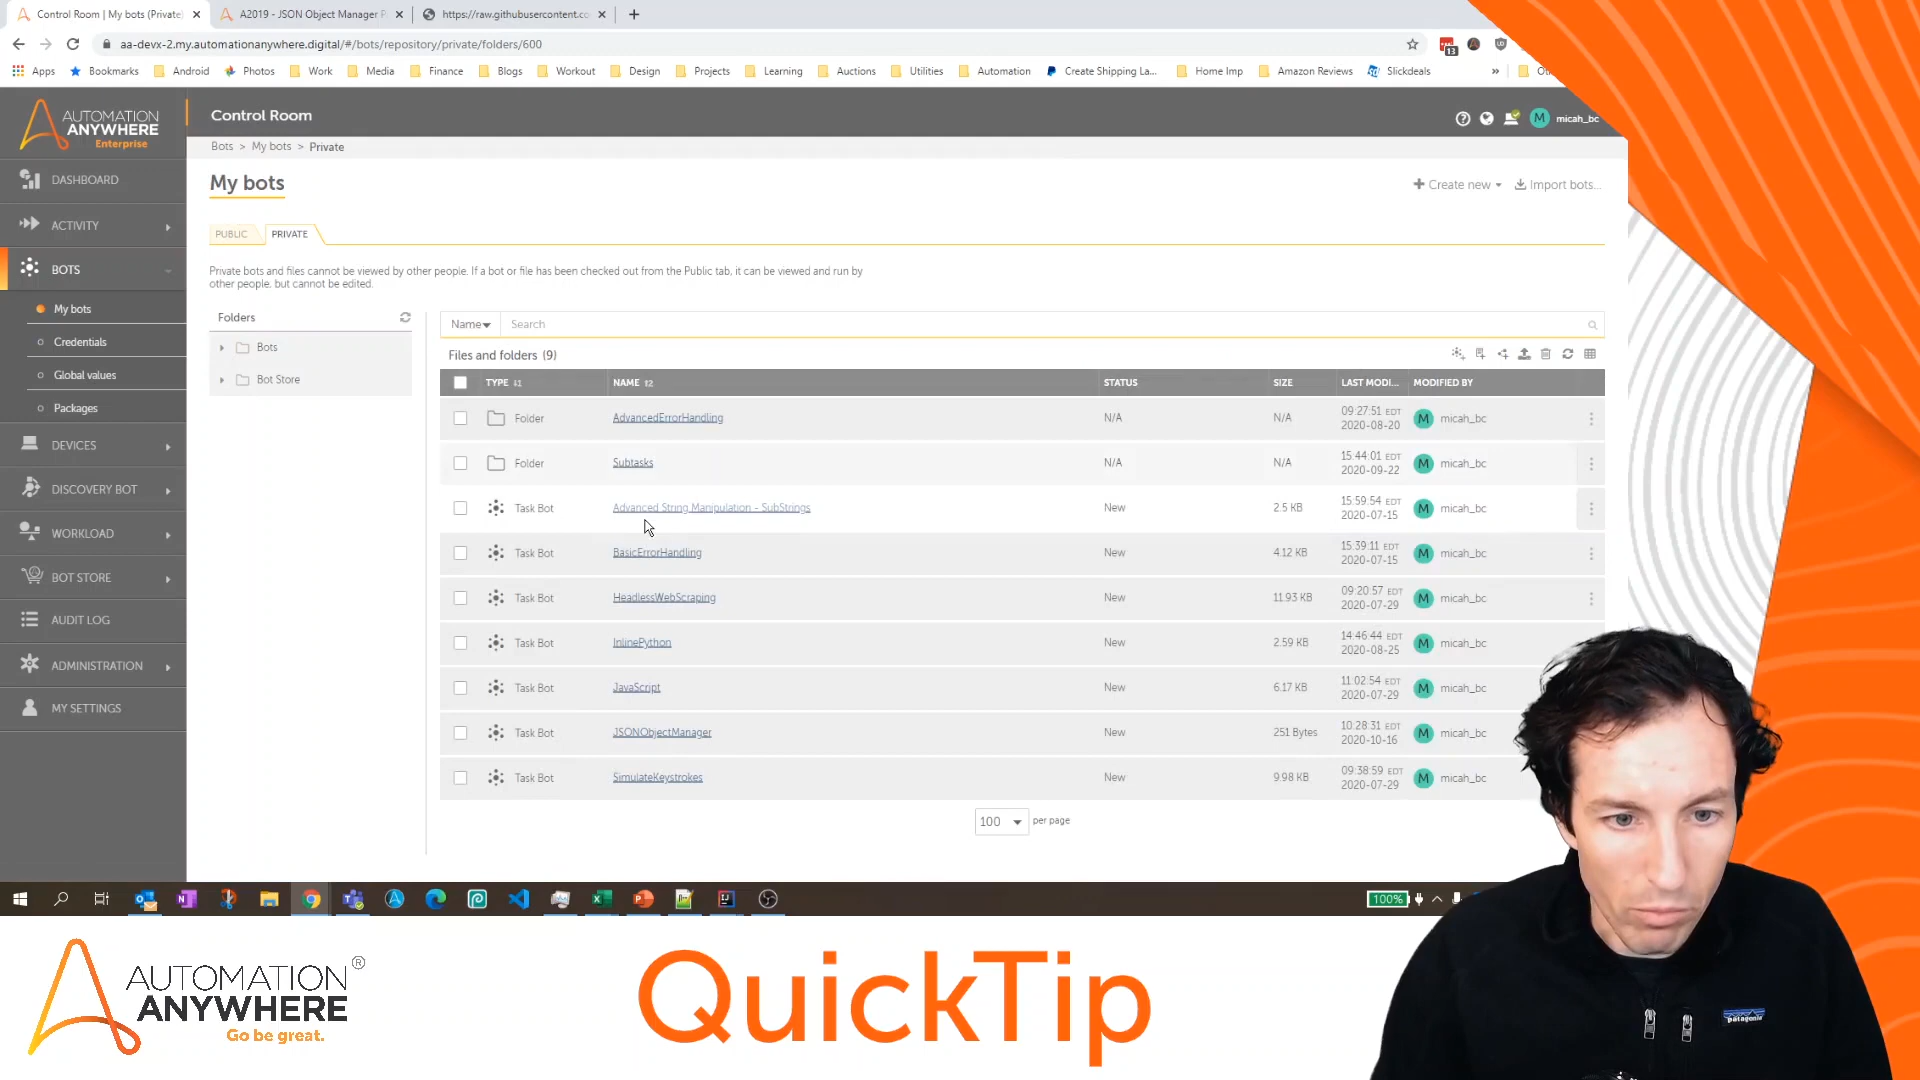 Control Room | My bots (Private)
A2019 - JSON Object Manager P
https://raw.githubusercontent.co
aa-devx-2.my.automationanywhere.digital/#/bots/repository/private/folders/600
13
Apps
Bookmarks
Android
Photos
Work
Media
Finance
Blogs
Workout
Design
Projects
Learning
Auctions
Utilities
Automation
Create Shipping La...
Home Imp
Amazon Reviews
Slickdeals
»
AUTOMATION
ANYWHERE
Enterprise
Control Room
M
micah_bc
Bots > My bots > Private
My bots
Create new
Import bots...
DASHBOARD
ACTIVITY
BOTS
My bots
Credentials
Global values
Packages
DEVICES
DISCOVERY BOT
WORKLOAD
BOT STORE
AUDIT LOG
ADMINISTRATION
MY SETTINGS
PUBLIC
PRIVATE
Private bots and files cannot be viewed by other people. If a bot or file has been checked out from the Public tab, it can be viewed and run by
other people, but cannot be edited.
Folders
Bots
Bot Store
Name
Search
Files and folders (9)
TYPE NAME STATUS SIZE LAST MODI... MODIFIED BY
Folder AdvancedErrorHandling N/A N/A 09:27:51 EDT 2020-08-20 M micah_bc
Folder Subtasks N/A N/A 15:44:01 EDT 2020-09-22 M micah_bc
Task Bot Advanced String Manipulation - SubStrings New 2.5 KB 15:59:54 EDT 2020-07-15 M micah_bc
Task Bot BasicErrorHandling New 4.12 KB 15:39:11 EDT 2020-07-15 M micah_bc
Task Bot HeadlessWebScraping New 11.93 KB 09:20:57 EDT 2020-07-29 M micah_bc
Task Bot InlinePython New 2.59 KB 14:46:44 EDT 2020-08-25 M micah_bc
Task Bot JavaScript New 6.17 KB 11:02:54 EDT 2020-07-29 M micah_bc
Task Bot JSONObjectManager New 251 Bytes 10:28:31 EDT 2020-10-16 M micah_bc
Task Bot SimulateKeystrokes New 9.98 KB 09:38:59 EDT 2020-07-29 M micah_bc
100 per page
100%
AUTOMATION
ANYWHERE
®
Go be great.
QuickTip
patagonia